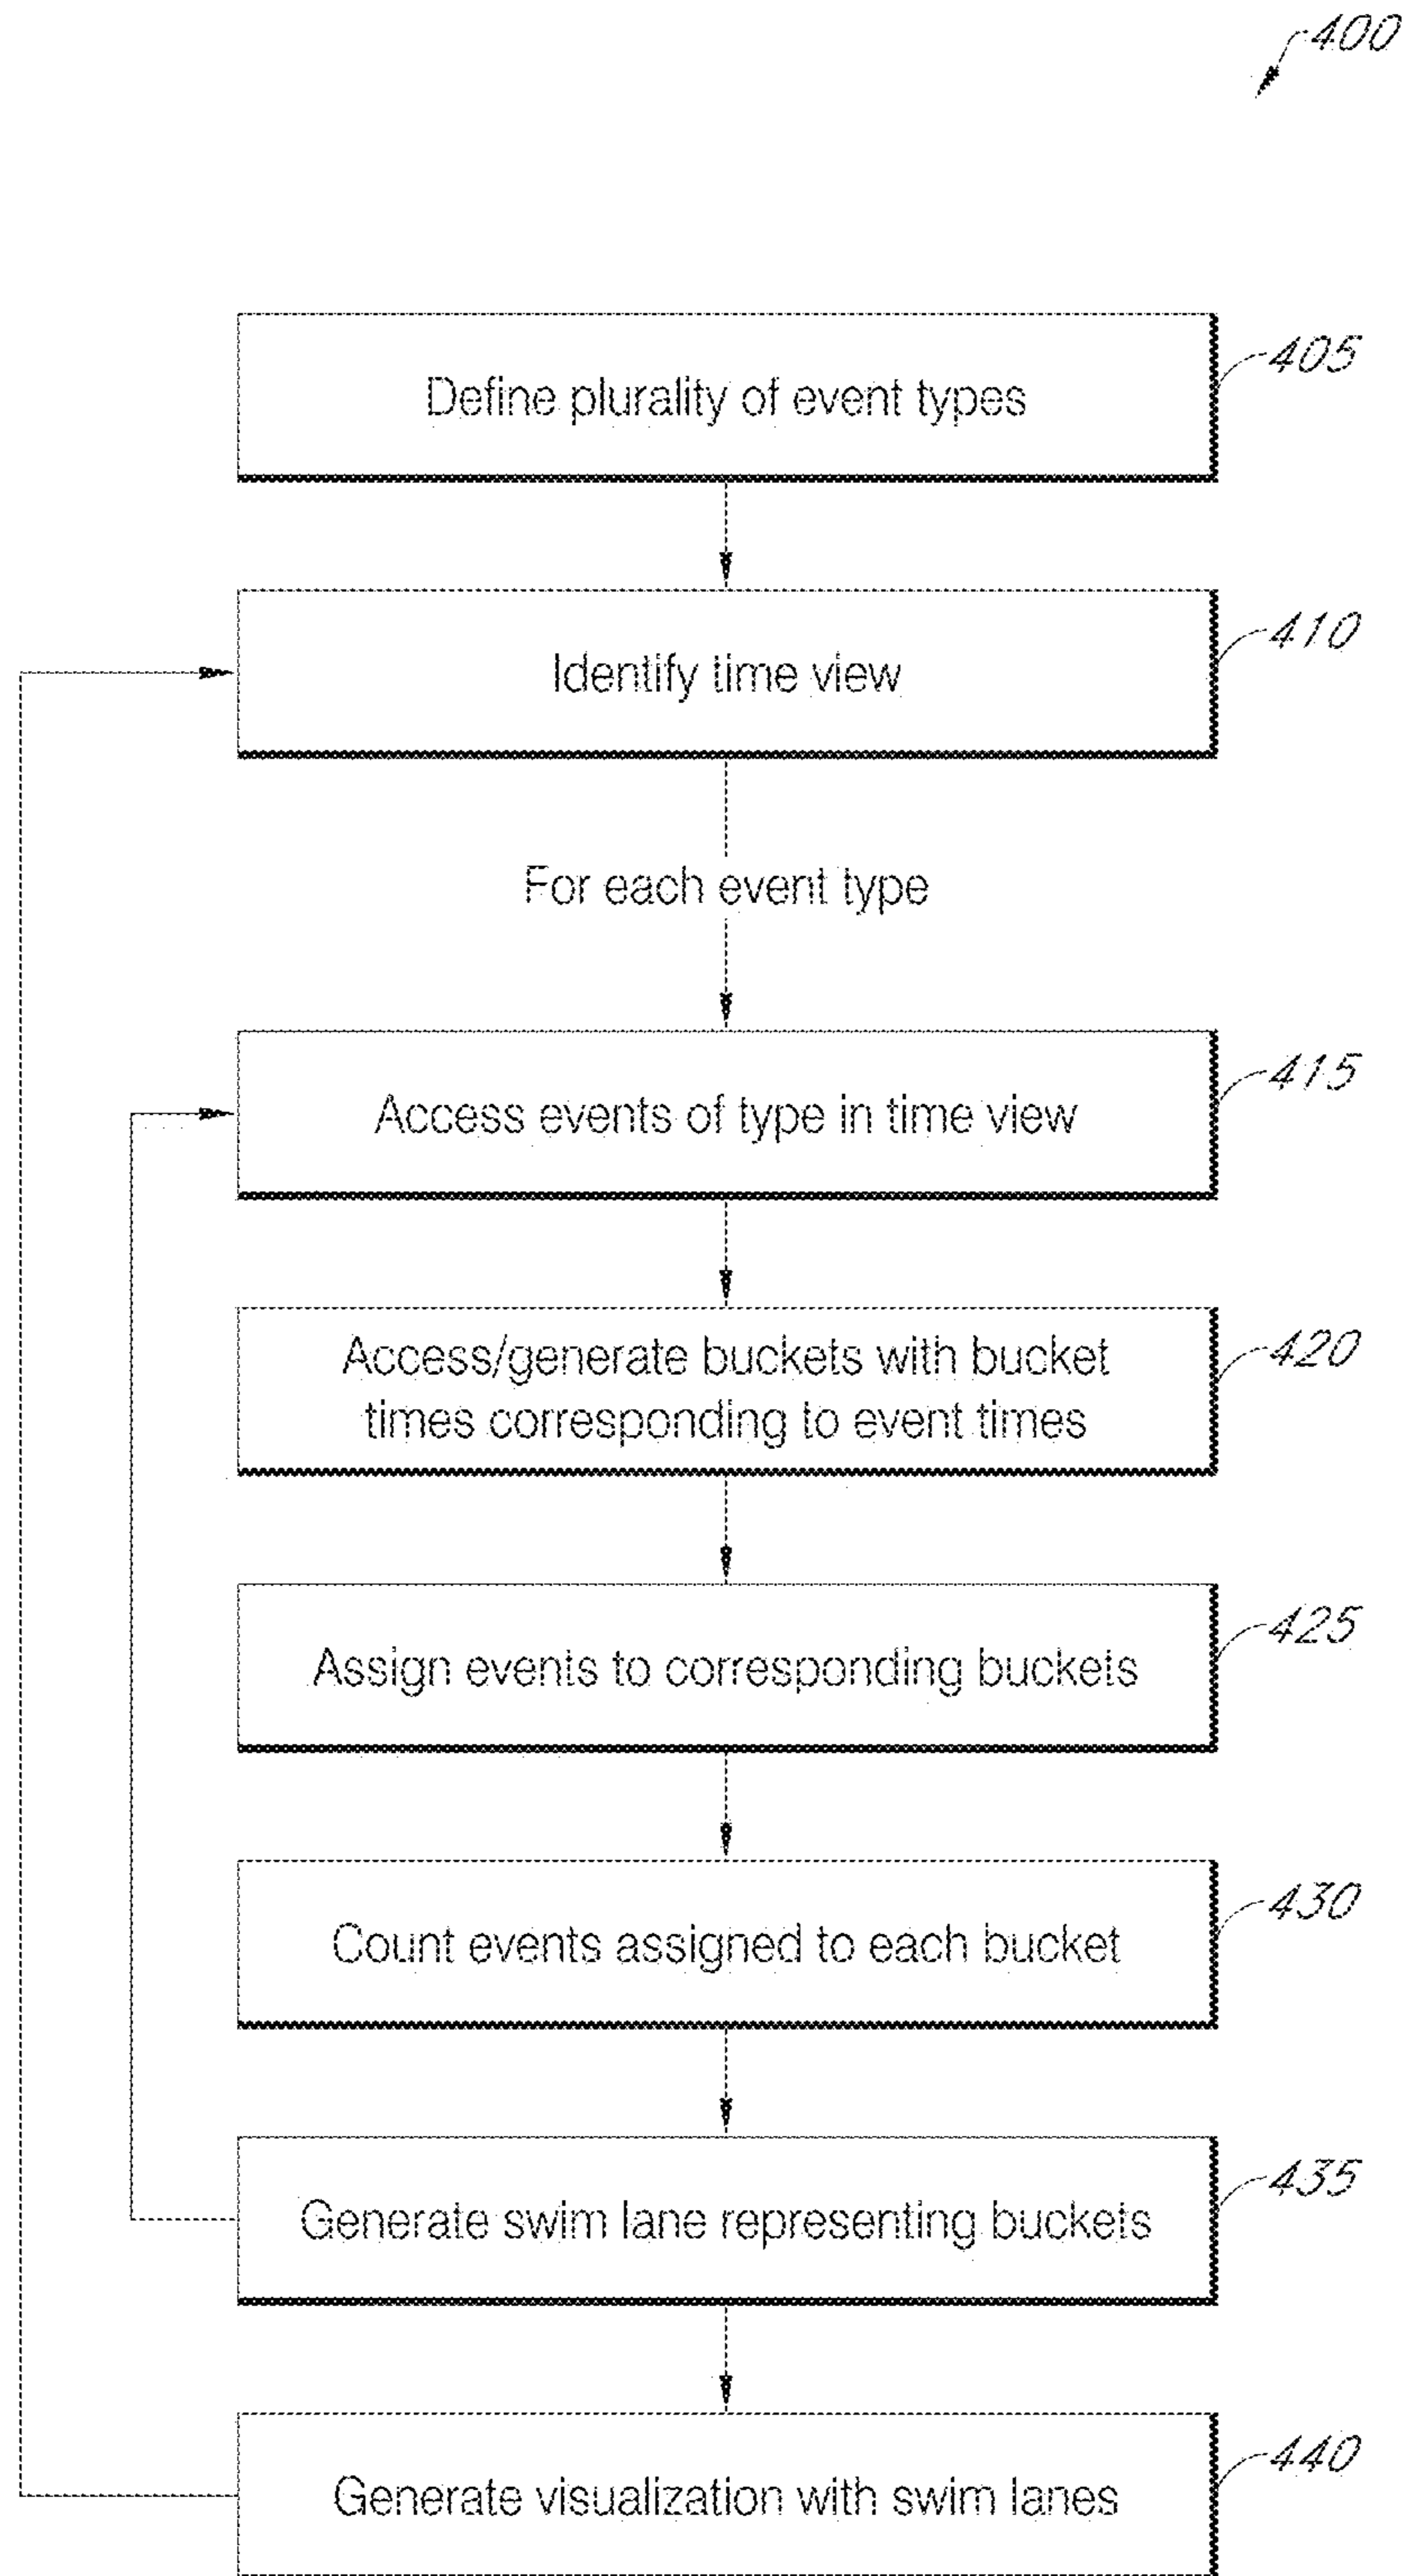 400
Define plurality of event types
405
Identify time view
410
For each event type
Access events of type in time view
415
Access/generate buckets with bucket
times corresponding to event times
420
Assign events to corresponding buckets
425
Count events assigned to each bucket
430
Generate swim lane representing buckets
435
Generate visualization with swim lanes
440